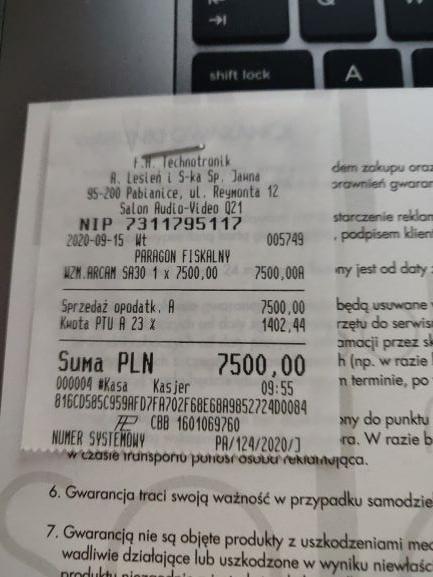 shift lock
A
F.H. Technotronik
A. Lesień i S-ka Sp. Jawna
95-200 Pabianice, ul. Reymonta 12
Salon Audio-Video Q21
NIP 7311795117
2020-09-15 Wt 005749
PARAGON FISKALNY
WZM.ARCAM SA30 1 x 7500,00 7500,00A
Sprzedaż opodatk. A 7500,00
Kwota PTU A 23 % 1402,44
Suma PLN 7500,00
000004 #Kasa Kasjer 09:55
816CD585C959AFD7FA702F68E68A9852724D0084
CBB 1601069760
NUMER SYSTEMOWY PA/124/2020/J
dem zakupu oraz
prawnień gwaran
starczenie reklam
, podpisem klien
ny jest od daty
będą usuwane
rzętu do serwisu
amacji przez sk
h (np. w razie
m terminie, po
ny do punktu
ra. W razie b
w czasie transportu ponosi osoba reklamująca.
6. Gwarancja traci swoją ważność w przypadku samodzie
7. Gwarancją nie są objęte produkty z uszkodzeniami mec
wadliwie działające lub uszkodzone w wyniku niewłaśc